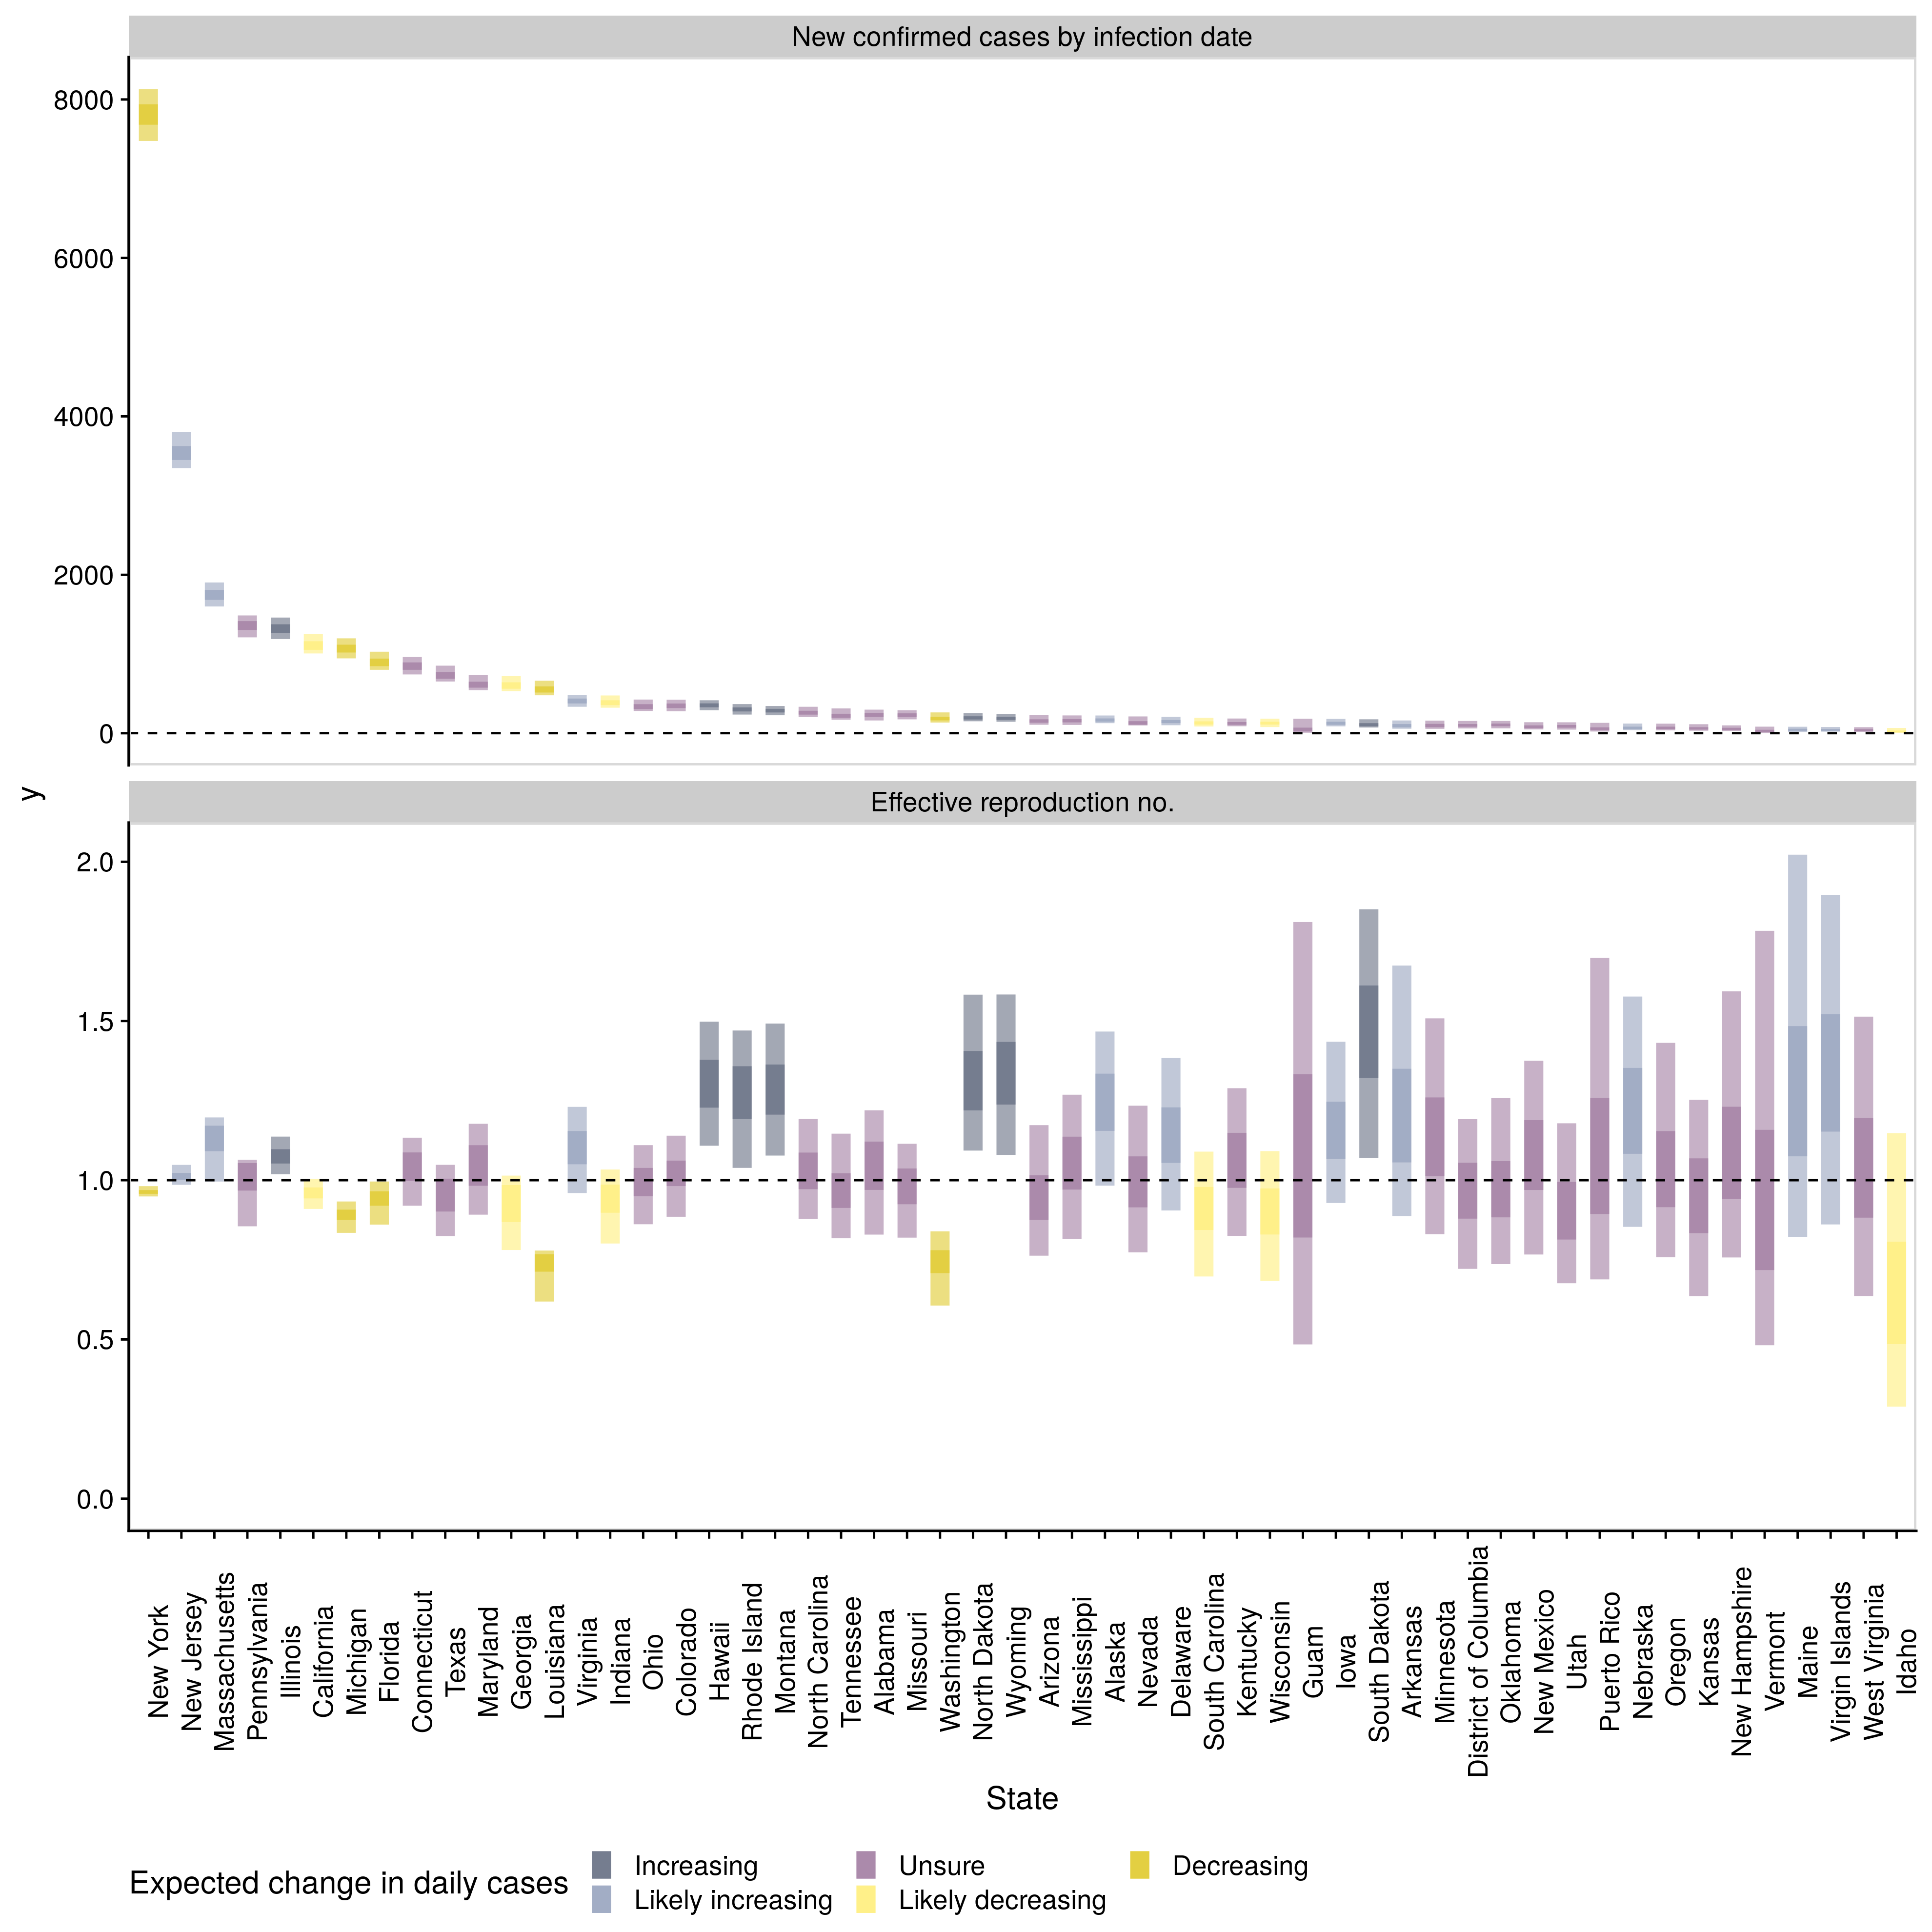 New confirmed cases by infection date
8000
6000
4000
2000
0
y
Effective reproduction no.
2.0
1.5
1.0
0.5
0.0
New York
New Jersey
Massachusetts
Pennsylvania
Illinois
California
Michigan
Florida
Connecticut
Texas
Maryland
Georgia
Louisiana
Virginia
Indiana
Ohio
Colorado
Hawaii
Rhode Island
Montana
North Carolina
Tennessee
Alabama
Missouri
Washington
North Dakota
Wyoming
Arizona
Mississippi
Alaska
Nevada
Delaware
South Carolina
Kentucky
Wisconsin
Guam
Iowa
South Dakota
Arkansas
Minnesota
District of Columbia
Oklahoma
New Mexico
Utah
Puerto Rico
Nebraska
Oregon
Kansas
New Hampshire
Vermont
Maine
Virgin Islands
West Virginia
Idaho
State
Expected change in daily cases
Increasing
Likely increasing
Unsure
Likely decreasing
Decreasing